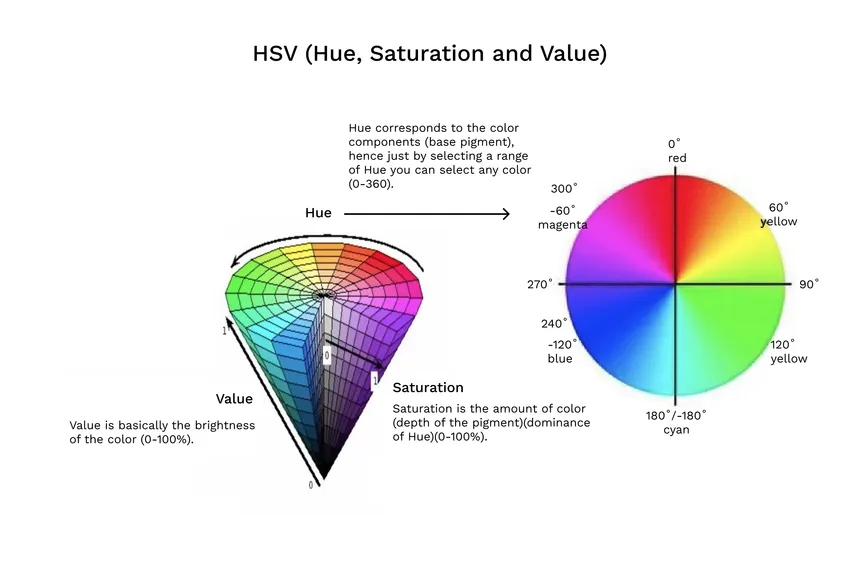 HSV (Hue, Saturation and Value)
Hue corresponds to the color
components (base pigment),
hence just by selecting a range
of Hue you can select any color
(0-360).
Hue
0°
red
300°
-60°
magenta
60°
yellow
270°
90°
240°
-120°
blue
120°
yellow
180°/-180°
cyan
1
0
1
Saturation
Saturation is the amount of color
(depth of the pigment)(dominance
of Hue)(0-100%).
Value
Value is basically the brightness
of the color (0-100%).
0